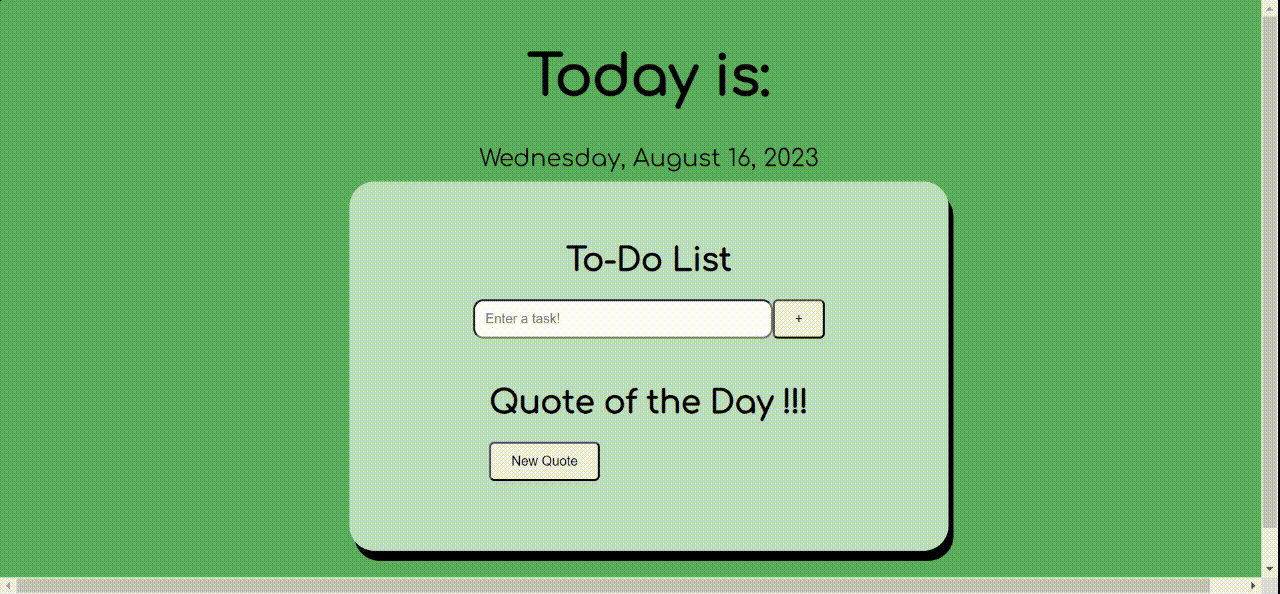 Today is:
Wednesday, August 16, 2023
To-Do List
Enter a task!
+
Quote of the Day !!!
New Quote